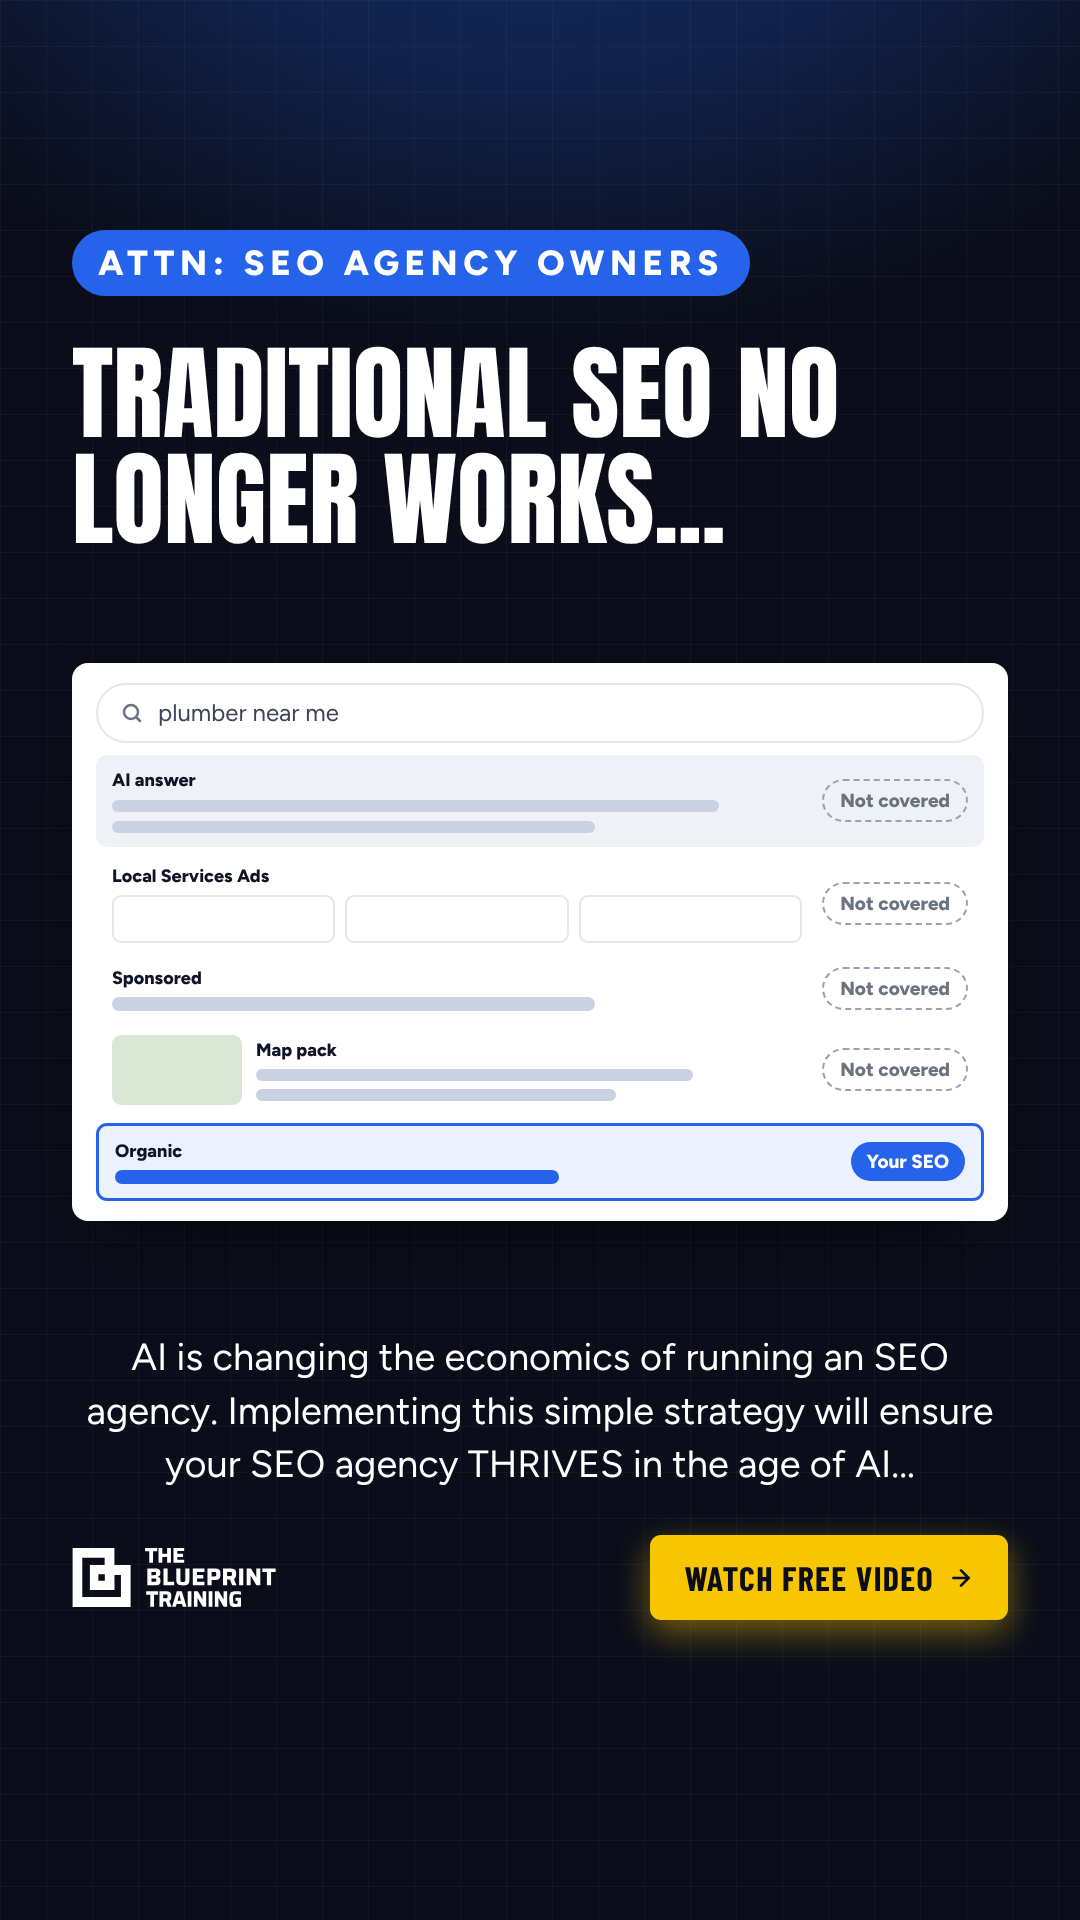 ATTN: SEO AGENCY OWNERS
TRADITIONAL SEO NO
LONGER WORKS...
plumber near me
AI answer
Not covered
Local Services Ads
Not covered
Sponsored
Not covered
Map pack
Not covered
Organic
Your SEO
AI is changing the economics of running an SEO
agency. Implementing this simple strategy will ensure
your SEO agency THRIVES in the age of AI...
THE
BLUEPRINT
TRAINING
WATCH FREE VIDEO →